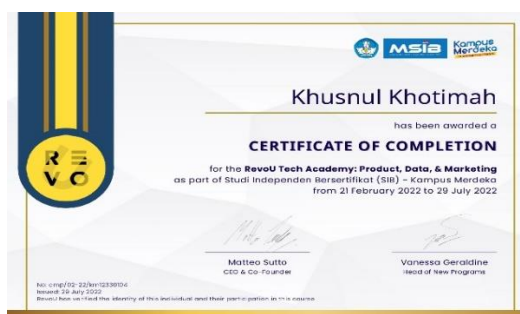 MSIB Kampus Merdeka
Khusnul Khotimah
has been awarded a
CERTIFICATE OF COMPLETION
for the RevoU Tech Academy: Product, Data, & Marketing
as part of Studi Independen Bersertifikat (SIB) - Kampus Merdeka
from 21 February 2022 to 29 July 2022
RE
VO
Matteo Sutto
CEO & Co-Founder
Vanessa Geraldine
Head of New Programs
Issued: 29 July 2022
RevoU has verified the identity of this individual and their participation in this course